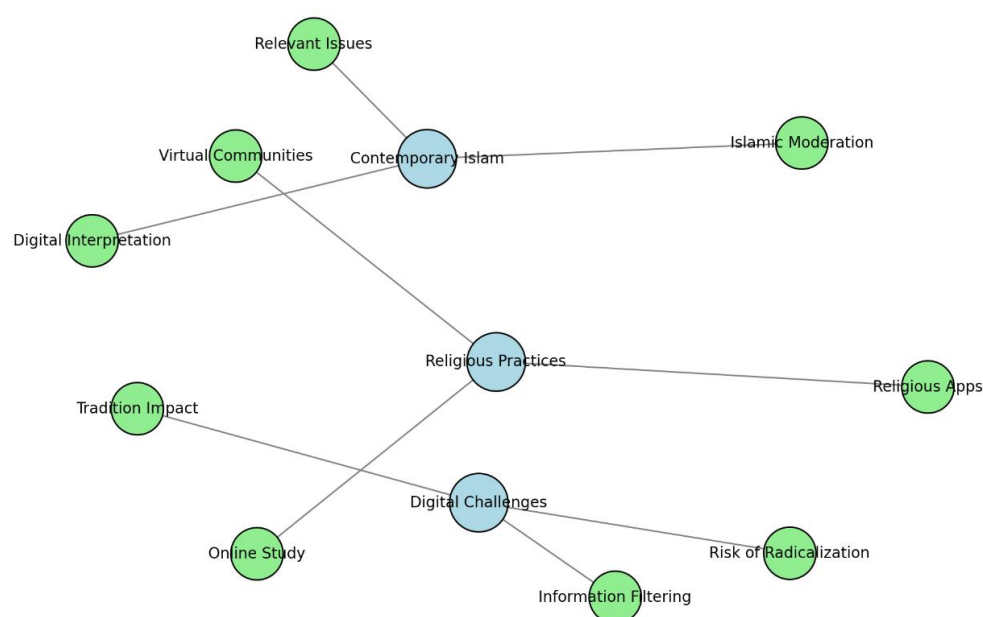 Relevant Issues
Islamic Moderation
Virtual Communities
Contemporary Islam
Digital Interpretation
Religious Practices
Religious Apps
Tradition Impact
Digital Challenges
Online Study
Risk of Radicalization
Information Filtering